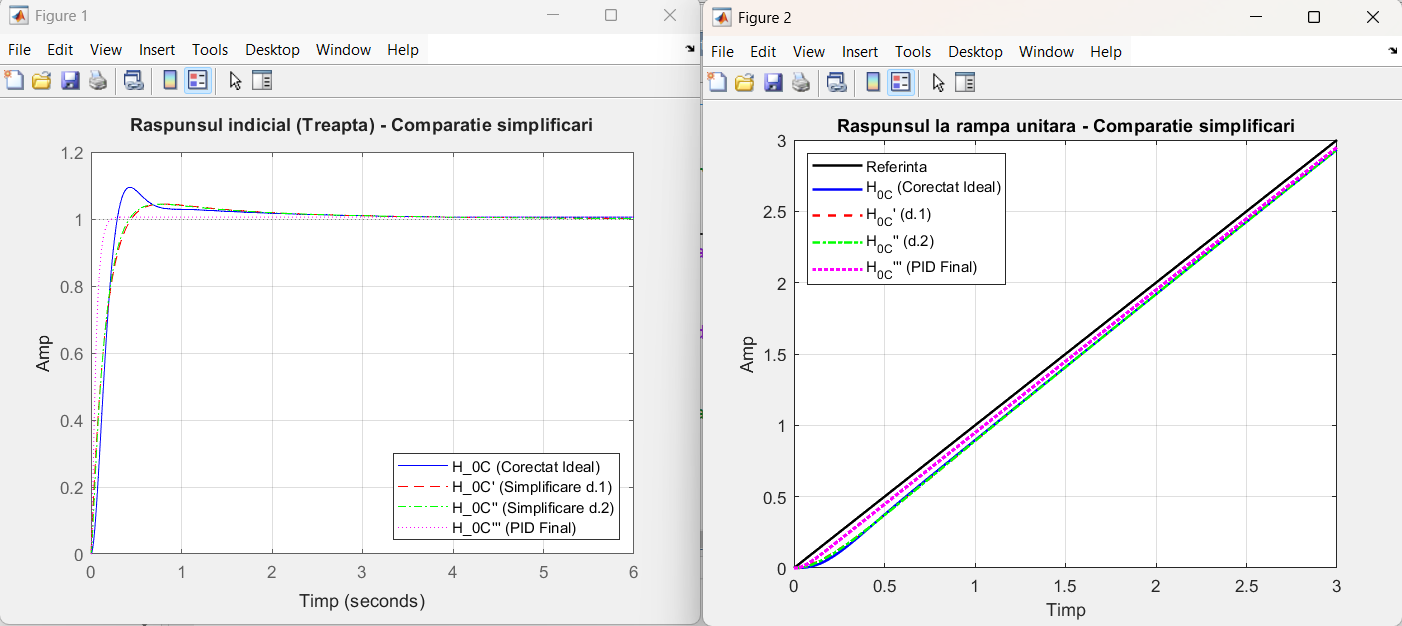 Figure 1
File Edit View Insert Tools Desktop Window Help
Raspunsul indicial (Treapta) - Comparatie simplificari
1.2
1
0.8
0.6
0.4
0.2
0
Amp
H_0C (Corectat Ideal)
H_0C' (Simplificare d.1)
H_0C'' (Simplificare d.2)
H_0C''' (PID Final)
0 1 2 3 4 5 6
Timp (seconds)
Figure 2
File Edit View Insert Tools Desktop Window Help
Raspunsul la rampa unitara - Comparatie simplificari
3
2.5
2
1.5
1
0.5
0
Amp
Referinta
H0C (Corectat Ideal)
H0C' (d.1)
H0C'' (d.2)
H0C''' (PID Final)
0 0.5 1 1.5 2 2.5 3
Timp